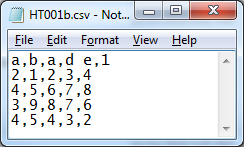 HT001b.csv - Not...
File Edit Format View Help
a,b,a,d e,1
2,1,2,3,4
4,5,6,7,8
3,9,8,7,6
4,5,4,3,2